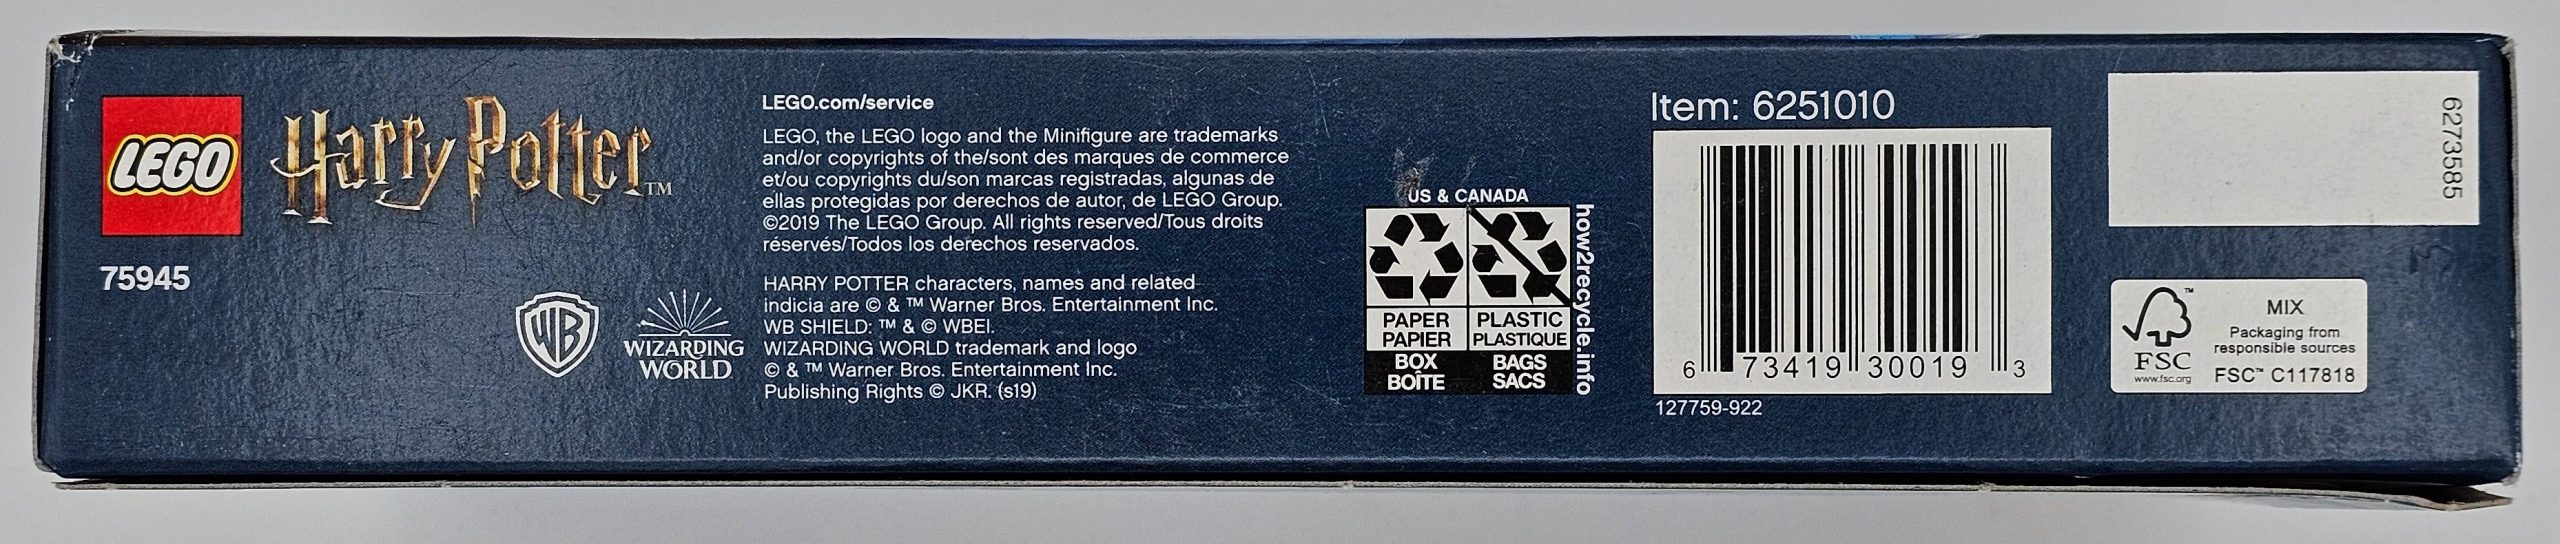 LEGO
Harry Potter™
75945
WB
WIZARDING
WORLD
LEGO.com/service
LEGO, the LEGO logo and the Minifigure are trademarks
and/or copyrights of the/sont des marques de commerce
et/ou copyrights du/son marcas registradas, algunas de
ellas protegidas por derechos de autor, de LEGO Group.
©2019 The LEGO Group. All rights reserved/Tous droits
réservés/Todos los derechos reservados.
HARRY POTTER characters, names and related
indicia are © & ™ Warner Bros. Entertainment Inc.
WB SHIELD: ™ & © WBEI.
WIZARDING WORLD trademark and logo
© & ™ Warner Bros. Entertainment Inc.
Publishing Rights © JKR. (s19)
US & CANADA
PAPER
PAPIER
BOX
BOÎTE
PLASTIC
PLASTIQUE
BAGS
SACS
how2recycle.info
Item: 6251010
6 73419 30019 3
127759-922
6273585
FSC
™
www.fsc.org
MIX
Packaging from
responsible sources
FSC™ C117818